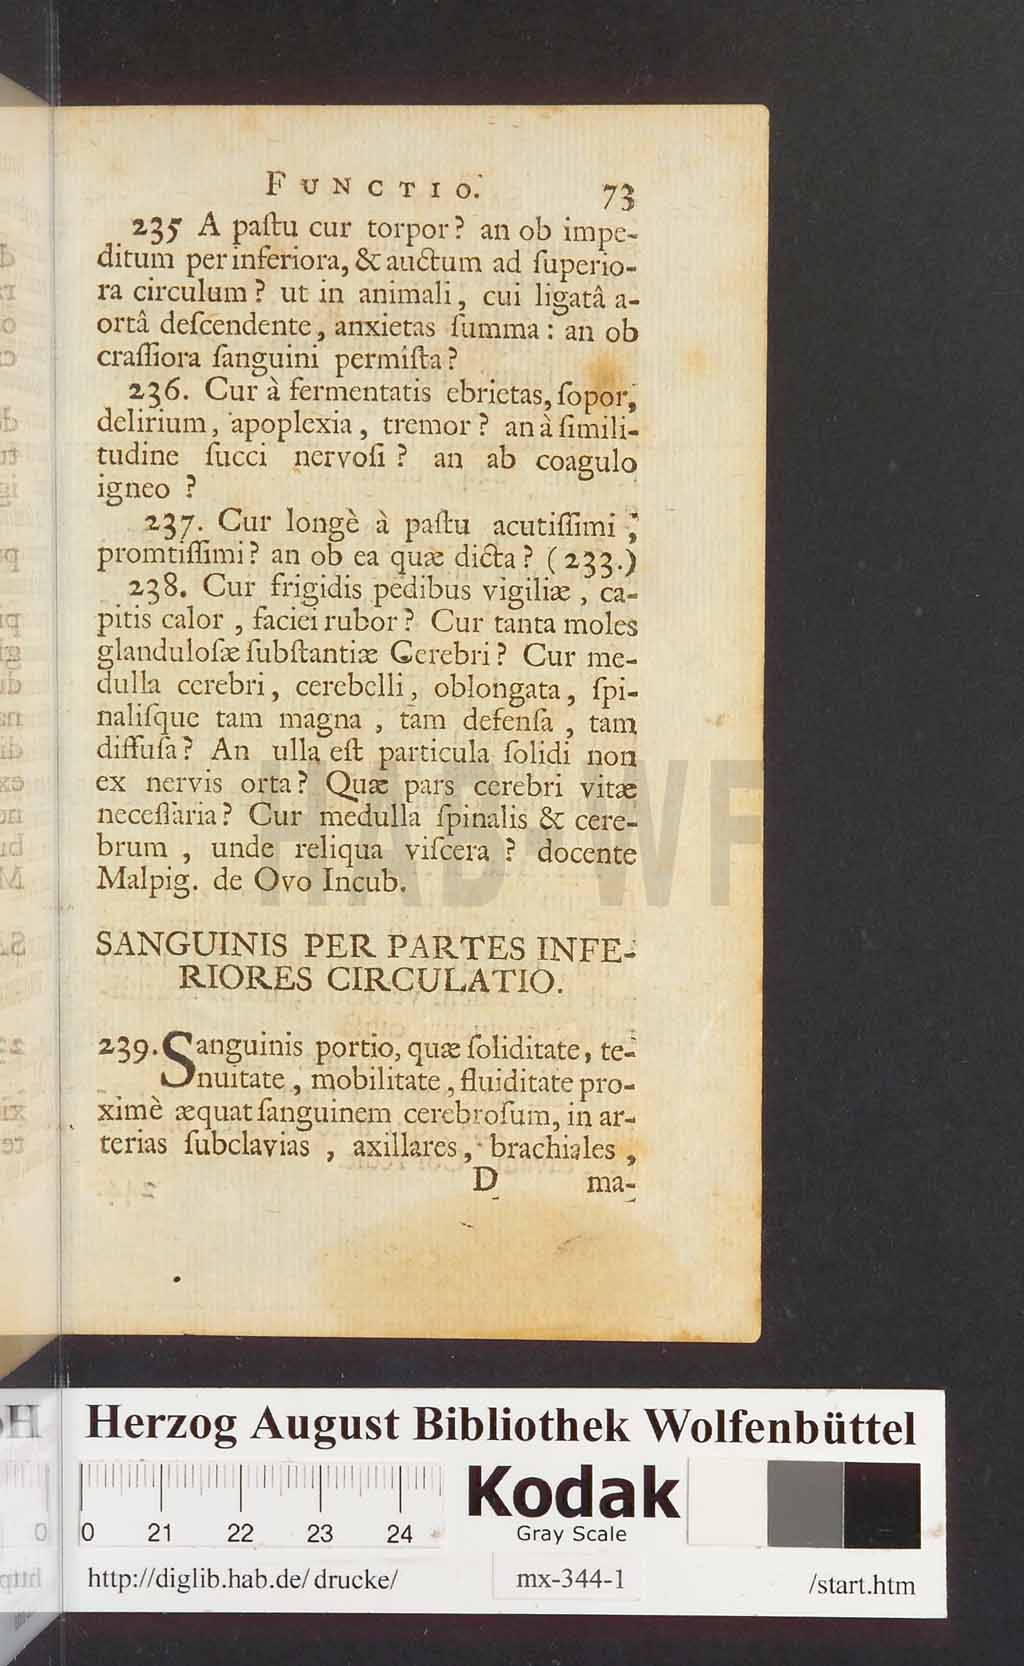 FUNCTIO. 73
235 A paſtu cur torpor? an ob impe-
ditum per inferiora, & auctum ad ſuperio-
ra circulum? ut in animali, cui ligatâ a-
ortâ deſcendente, anxietas ſumma: an ob
craſſiora ſanguini permiſta?
236. Cur à fermentatis ebrietas, ſopor,
delirium, apoplexia, tremor? an à ſimili-
tudine ſucci nervoſi? an ab coagulo
igneo?
237. Cur longè à paſtu acutiſſimi,
promtiſſimi? an ob ea quæ dicta? (233.)
238. Cur frigidis pedibus vigiliæ, ca-
pitis calor, faciei rubor? Cur tanta moles
glanduloſæ ſubſtantiæ Cerebri? Cur me-
dulla cerebri, cerebelli, oblongata, ſpi-
naliſque tam magna, tam defenſa, tam
diffuſa? An ulla eſt particula ſolidi non
ex nervis orta? Quæ pars cerebri vitæ
neceſſaria? Cur medulla ſpinalis & cere-
brum, unde reliqua viſcera? docente
Malpig. de Ovo Incub.
SANGUINIS PER PARTES INFE-
RIORES CIRCULATIO.
239. Sanguinis portio, quæ ſoliditate, te-
nuitate, mobilitate, fluiditate pro-
ximè æquat ſanguinem cerebroſum, in ar-
terias ſubclavias, axillares, brachiales,
D ma-
HAB WF
Herzog August Bibliothek Wolfenbüttel
0 21 22 23 24
Kodak
Gray Scale
http://diglib.hab.de/drucke/ mx-344-1 /start.htm